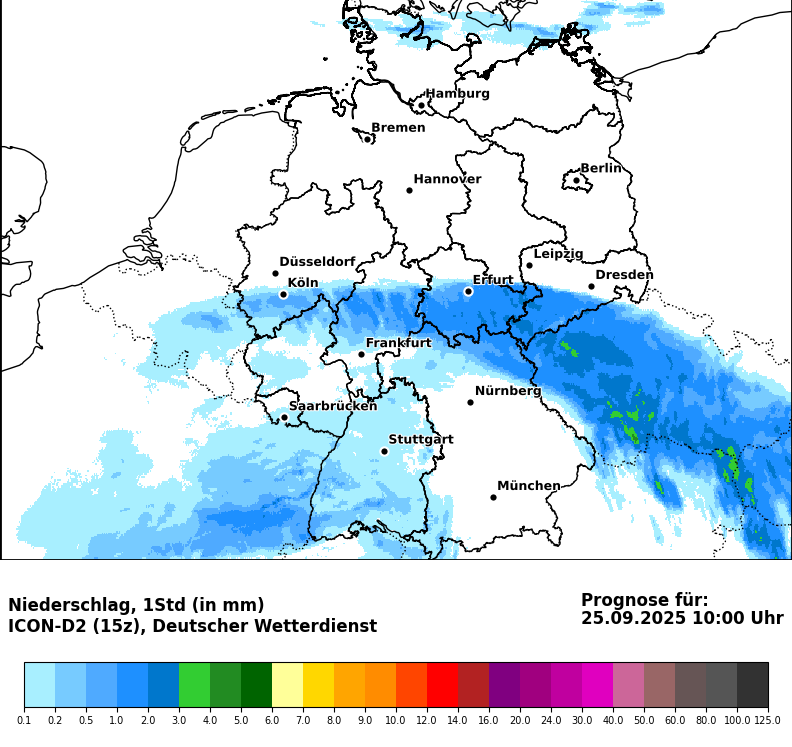 Hamburg
Bremen
Berlin
Hannover
Leipzig
Düsseldorf
Dresden
Köln
Erfurt
Frankfurt
Nürnberg
Saarbrücken
Stuttgart
München
Niederschlag, 1Std (in mm)
ICON-D2 (15z), Deutscher Wetterdienst
Prognose für:
25.09.2025 10:00 Uhr
0.1 0.2 0.5 1.0 2.0 3.0 4.0 5.0 6.0 7.0 8.0 9.0 10.0 12.0 14.0 16.0 20.0 24.0 30.0 40.0 50.0 60.0 80.0 100.0 125.0